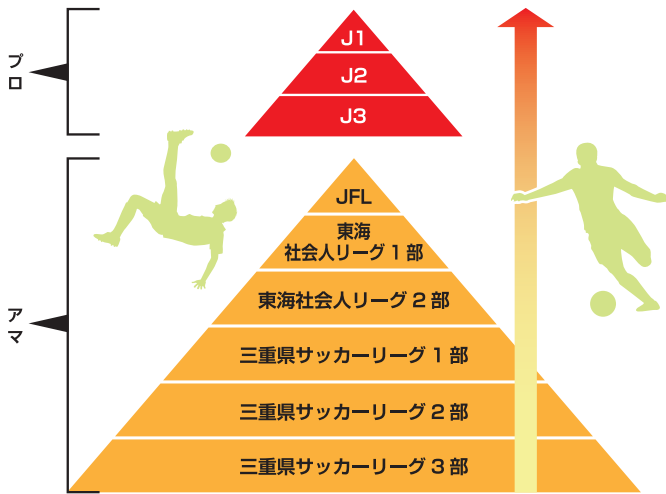 プロ
J1
J2
J3
アマ
JFL
東海
社会人リーグ1部
東海社会人リーグ2部
三重県サッカーリーグ1部
三重県サッカーリーグ2部
三重県サッカーリーグ3部